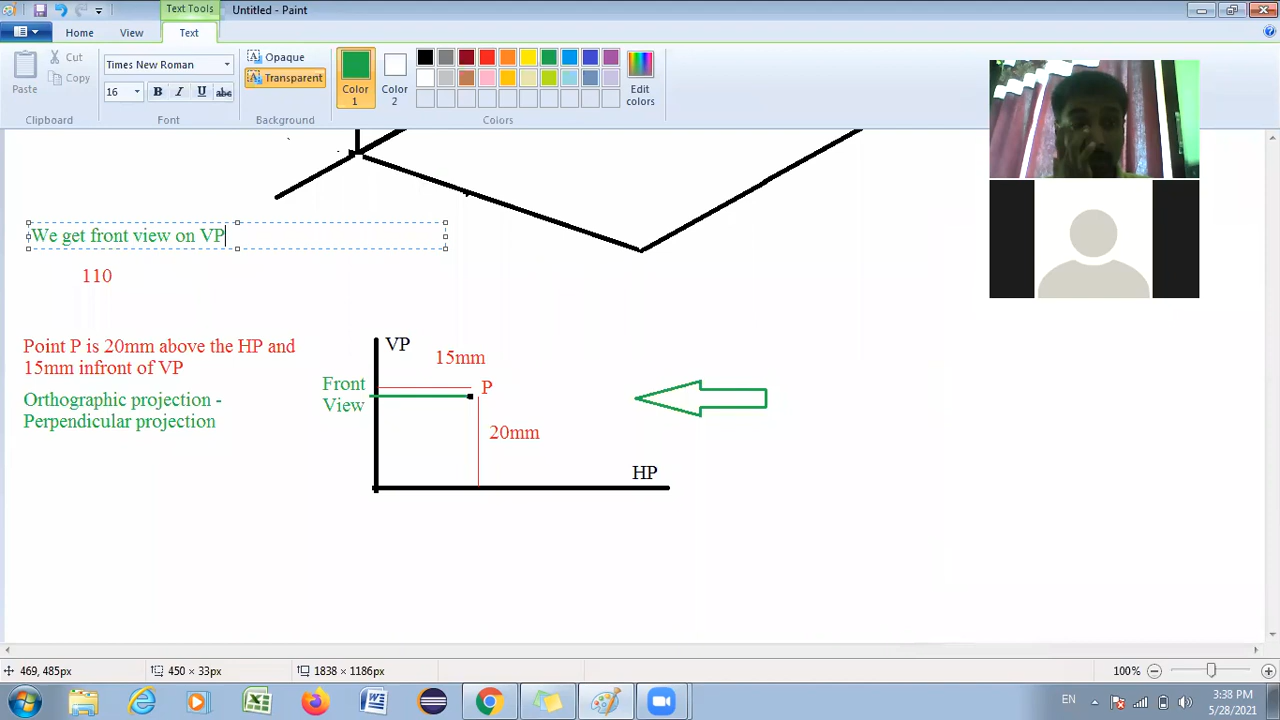 Text Tools
Untitled - Paint
Home
View
Text
Cut
Copy
Paste
Times New Roman
16
B
I
U
abc
Opaque
Transparent
Color 1
Color 2
Edit colors
Clipboard
Font
Background
Colors
We get front view on VP
110
Point P is 20mm above the HP and
15mm infront of VP
Orthographic projection -
Perpendicular projection
VP
15mm
Front
View
P
20mm
HP
469, 485px
450 × 33px
1838 × 1186px
100%
EN
3:38 PM
5/28/2021